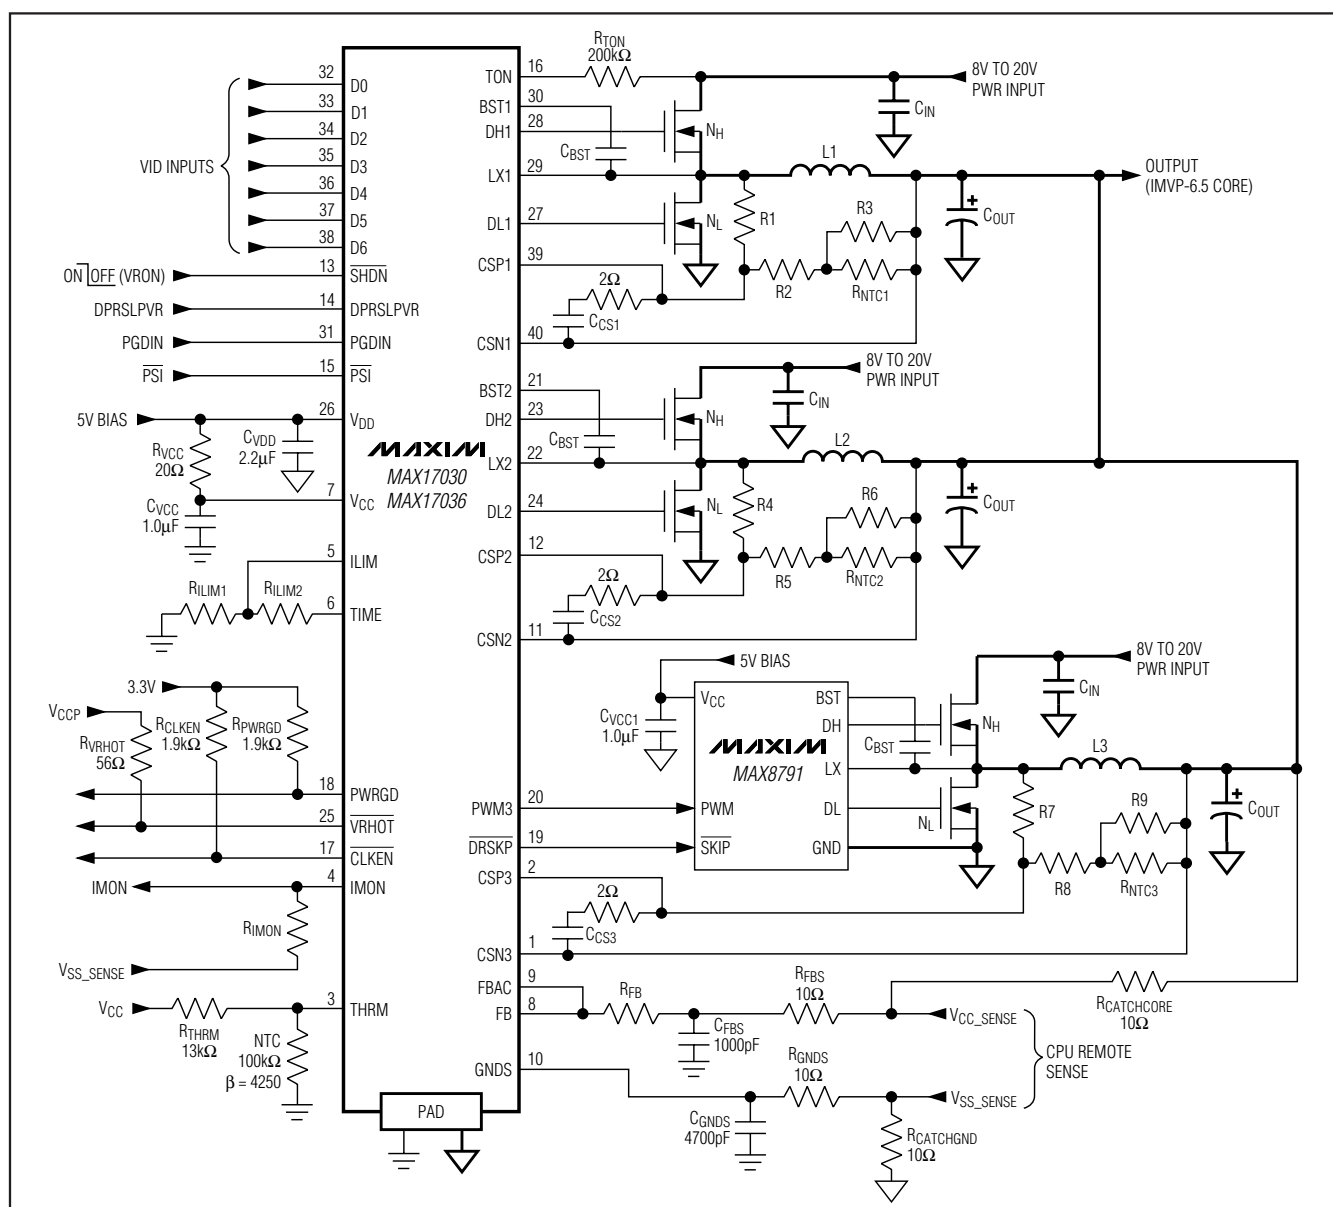 VID INPUTS
32
D0
33
D1
34
D2
35
D3
36
D4
37
D5
38
D6
ON OFF (VRON)
13
SHDN
DPRSLPVR
14
DPRSLPVR
PGDIN
31
PGDIN
PSI
15
PSI
5V BIAS
26
VDD
RVCC
20Ω
CVDD
2.2μF
7
VCC
CVCC
1.0μF
5
ILIM
RILIM1
RILIM2
6
TIME
3.3V
VCCP
RVRHOT
56Ω
RCLKEN
1.9kΩ
RPWRGD
1.9kΩ
18
PWRGD
25
VRHOT
17
CLKEN
IMON
4
IMON
RIMON
VSS_SENSE
VCC
3
THRM
RTHRM
13kΩ
NTC
100kΩ
β = 4250
PAD
MAXIM
MAX17030
MAX17036
TON
16
RTON
200kΩ
8V TO 20V
PWR INPUT
CIN
BST1
30
DH1
28
NH
CBST
LX1
29
L1
OUTPUT
(IMVP-6.5 CORE)
DL1
27
NL
R1
R3
COUT
CSP1
39
R2
RNTC1
2Ω
CCS1
CSN1
40
8V TO 20V
PWR INPUT
CIN
BST2
21
DH2
23
NH
CBST
LX2
22
L2
DL2
24
NL
R4
R6
COUT
CSP2
12
R5
RNTC2
2Ω
CCS2
CSN2
11
8V TO 20V
PWR INPUT
CIN
5V BIAS
VCC
CVCC1
1.0μF
BST
DH
NH
CBST
MAXIM
MAX8791
LX
L3
PWM3
20
PWM
DL
NL
R7
R9
COUT
DRSKP
19
SKIP
GND
R8
RNTC3
CSP3
2
2Ω
CCS3
CSN3
1
FBAC
9
FB
8
RFB
CFBS
1000pF
RFBS
10Ω
RCATCHCORE
10Ω
VCC_SENSE
CPU REMOTE
SENSE
GNDS
10
RGNDS
10Ω
VSS_SENSE
CGNDS
4700pF
RCATCHGND
10Ω